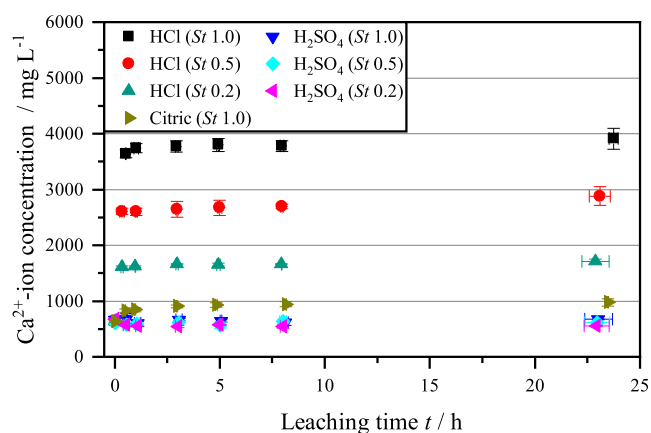 6000
5000
4000
3000
2000
1000
0
HCl (St 1.0)
HCl (St 0.5)
HCl (St 0.2)
Citric (St 1.0)
H₂SO₄ (St 1.0)
H₂SO₄ (St 0.5)
H₂SO₄ (St 0.2)
Ca²⁺-ion concentration / mg L⁻¹
0 5 10 15 20 25
Leaching time t / h